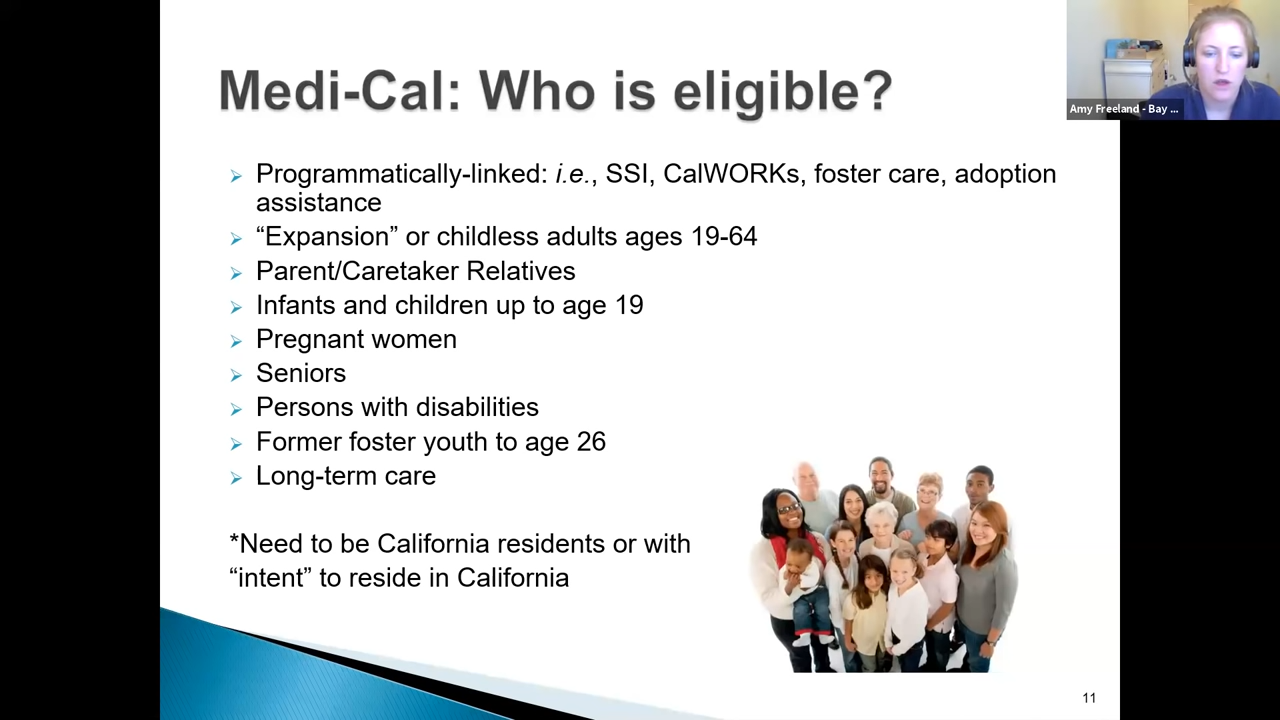 Medi-Cal: Who is eligible?
Amy Freeland - Bay ...
➢ Programmatically-linked: i.e., SSI, CalWORKs, foster care, adoption
assistance
➢ “Expansion” or childless adults ages 19-64
➢ Parent/Caretaker Relatives
➢ Infants and children up to age 19
➢ Pregnant women
➢ Seniors
➢ Persons with disabilities
➢ Former foster youth to age 26
➢ Long-term care
*Need to be California residents or with
“intent” to reside in California
11